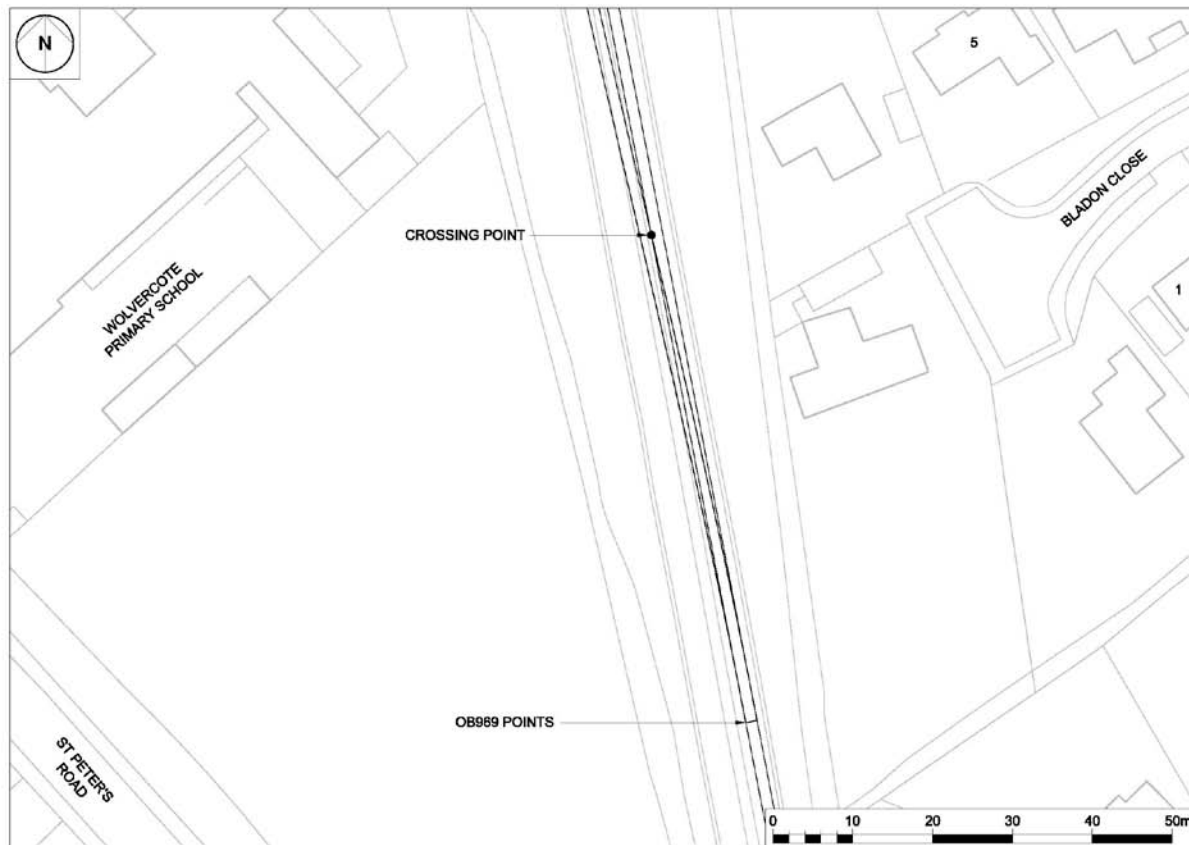 N
5
BLADON CLOSE
CROSSING POINT
WOLVERCOTE
PRIMARY SCHOOL
1
OB989 POINTS
ST PETER'S
ROAD
0 10 20 30 40 50m